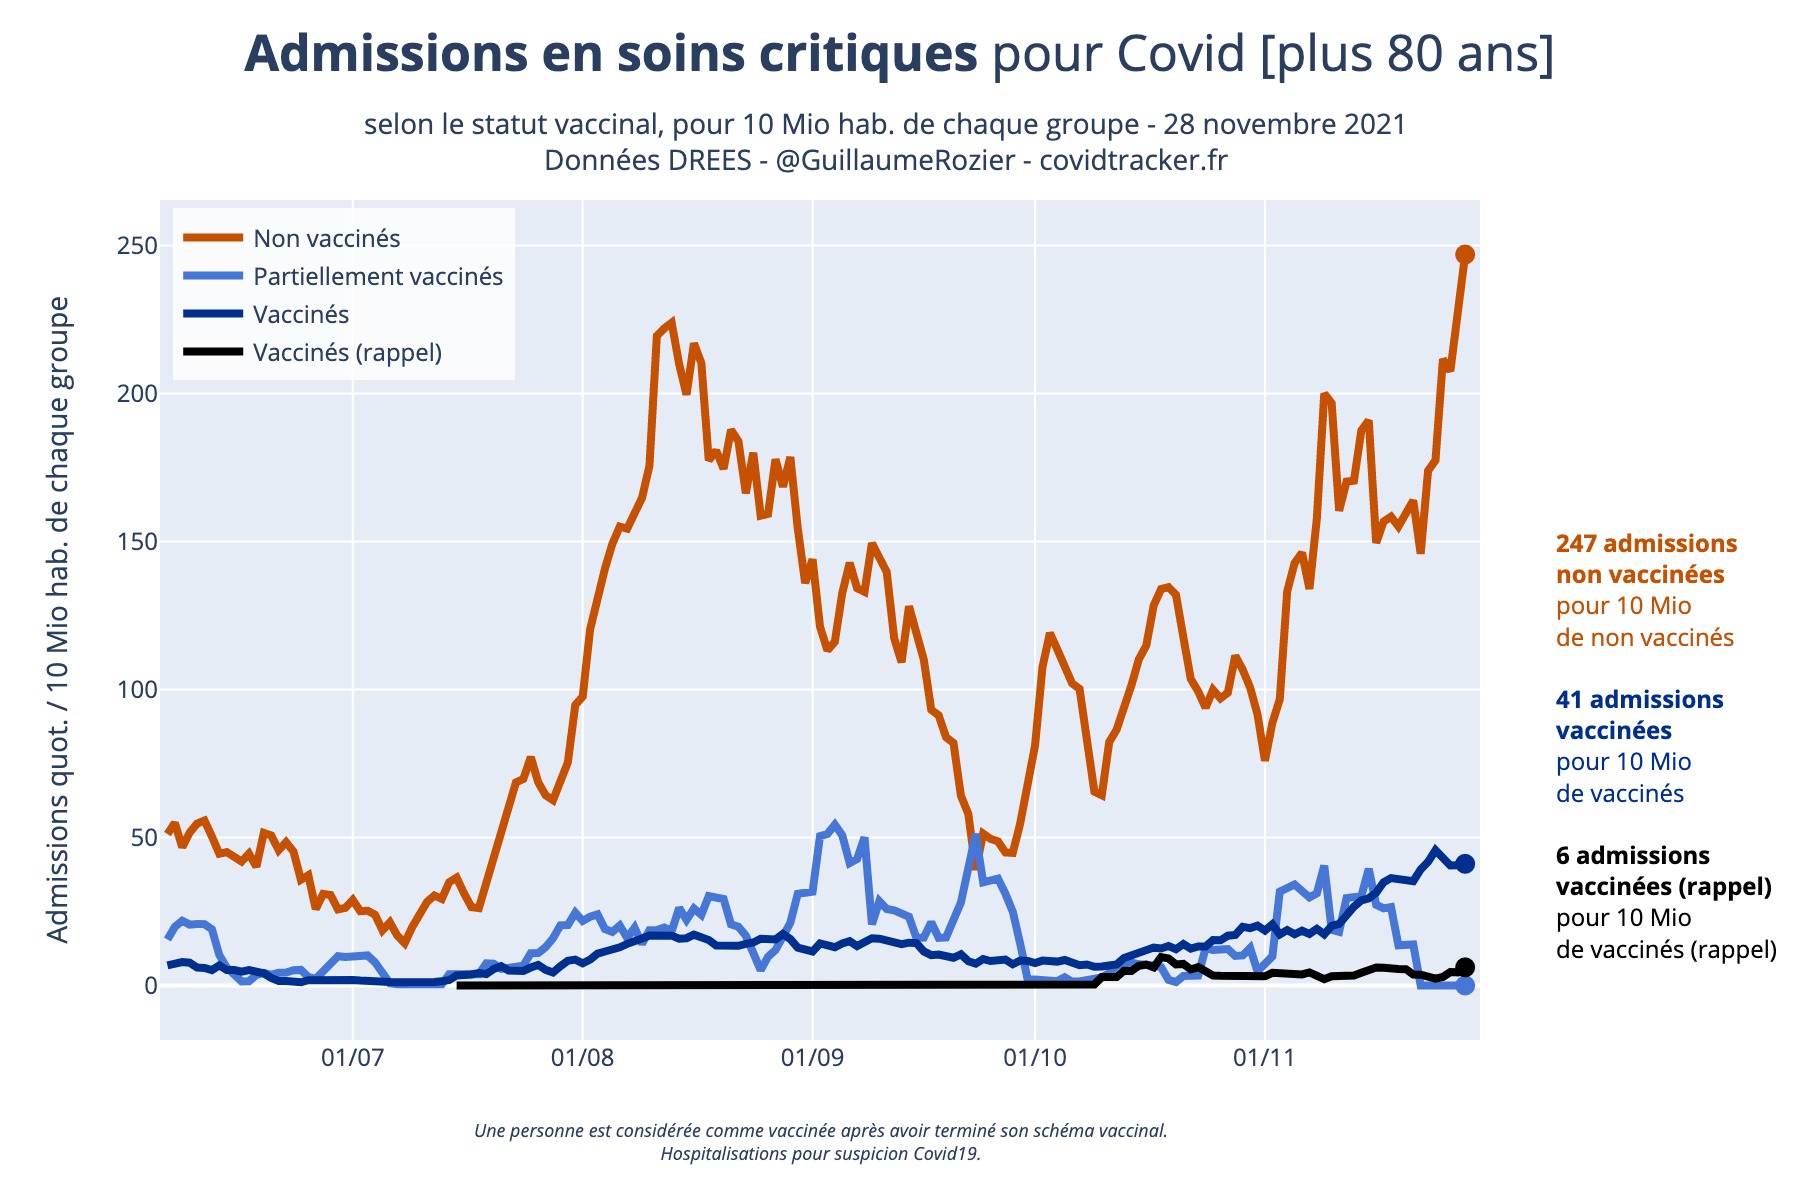 Admissions en soins critiques pour Covid [plus 80 ans]
selon le statut vaccinal, pour 10 Mio hab. de chaque groupe - 28 novembre 2021
Données DREES - @GuillaumeRozier - covidtracker.fr
Non vaccinés
Partiellement vaccinés
Vaccinés
Vaccinés (rappel)
Admissions quot. / 10 Mio hab. de chaque groupe
250
200
150
100
50
0
01/07
01/08
01/09
01/10
01/11
247 admissions
non vaccinées
pour 10 Mio
de non vaccinés
41 admissions
vaccinées
pour 10 Mio
de vaccinés
6 admissions
vaccinées (rappel)
pour 10 Mio
de vaccinés (rappel)
Une personne est considérée comme vaccinée après avoir terminé son schéma vaccinal.
Hospitalisations pour suspicion Covid19.